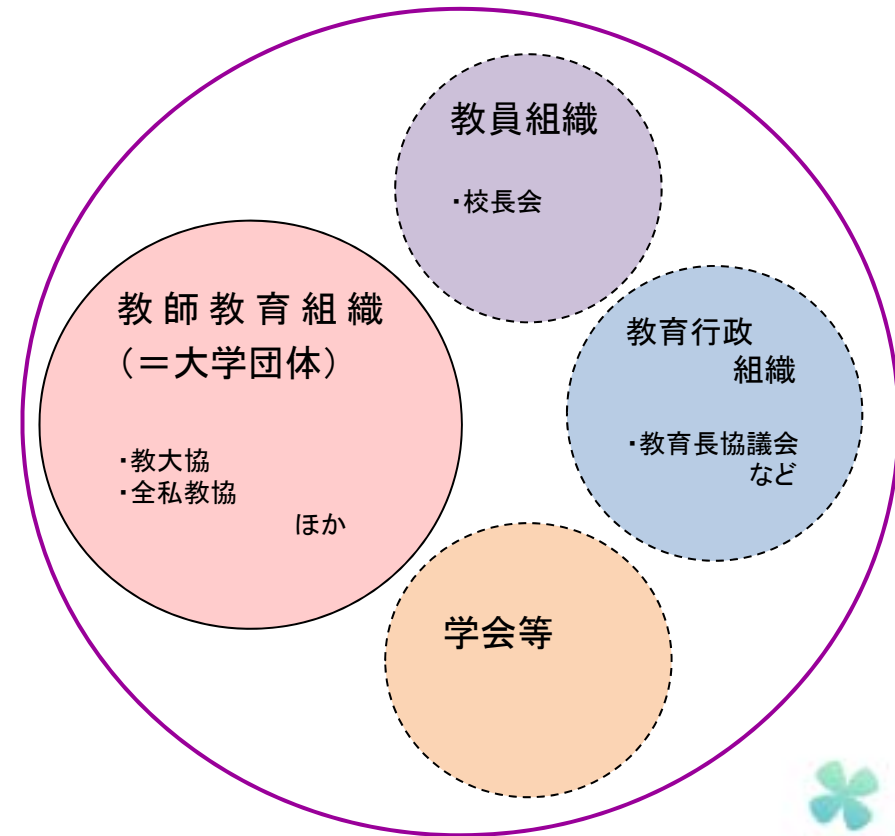 教員組織
・校長会
教師教育組織
(=大学団体)
・教大協
・全私教協
ほか
教育行政
組織
・教育長協議会
など
学会等